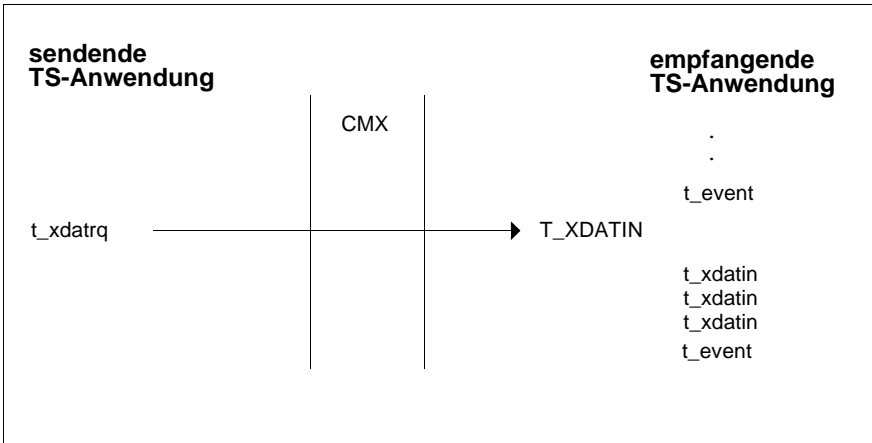 sendende
TS-Anwendung
empfangende
TS-Anwendung
CMX
.
.
t_event
t_xdatrq
T_XDATIN
t_xdatin
t_xdatin
t_xdatin
t_event